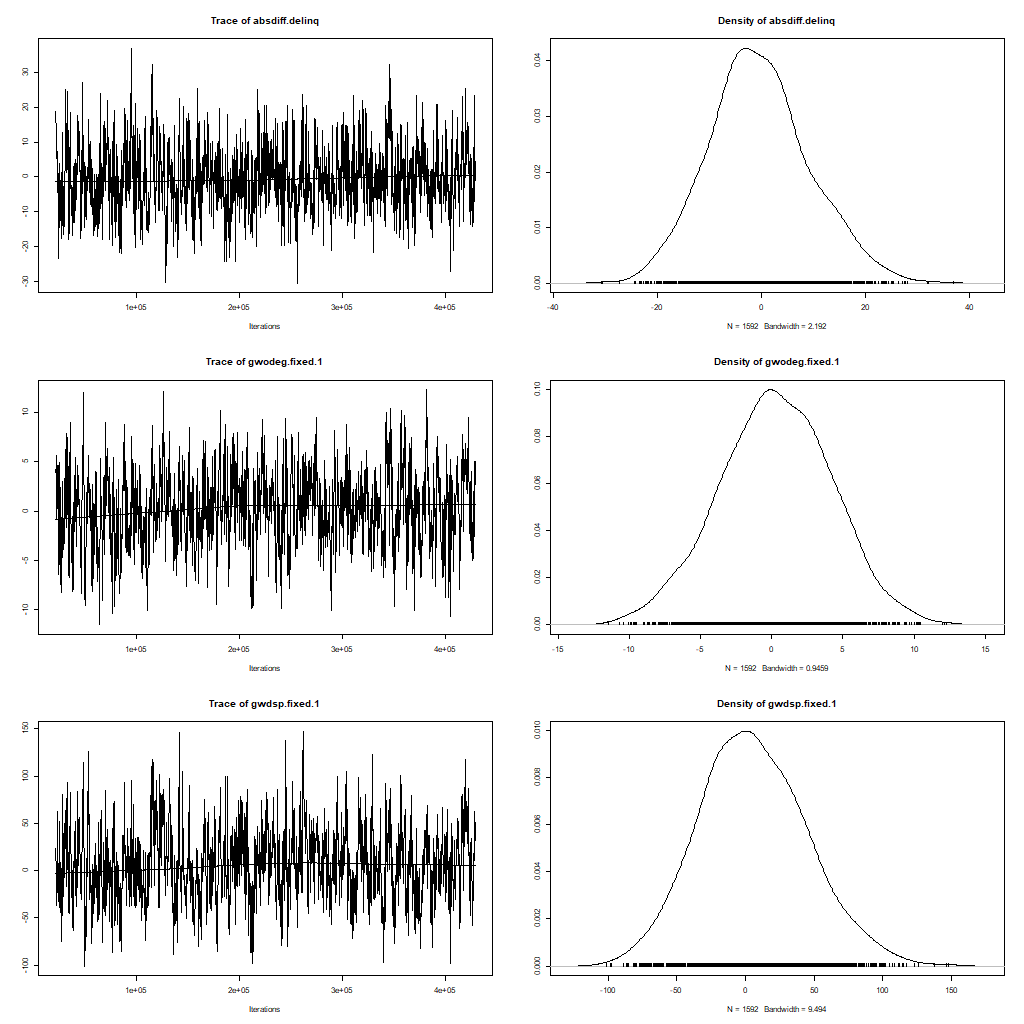 Trace of absdiff.delinq
30
20
10
0
-10
-20
-30
1e+05 2e+05 3e+05 4e+05
Iterations
Density of absdiff.delinq
0.04
0.03
0.02
0.01
0.00
-40 -20 0 20 40
N = 1592 Bandwidth = 2.192
Trace of gwodeg.fixed.1
10
5
0
-5
-10
1e+05 2e+05 3e+05 4e+05
Iterations
Density of gwodeg.fixed.1
0.10
0.08
0.06
0.04
0.02
0.00
-15 -10 -5 0 5 10 15
N = 1592 Bandwidth = 0.9459
Trace of gwdsp.fixed.1
150
100
50
0
-50
-100
1e+05 2e+05 3e+05 4e+05
Iterations
Density of gwdsp.fixed.1
0.010
0.008
0.006
0.004
0.002
0.000
-100 -50 0 50 100 150
N = 1592 Bandwidth = 9.494